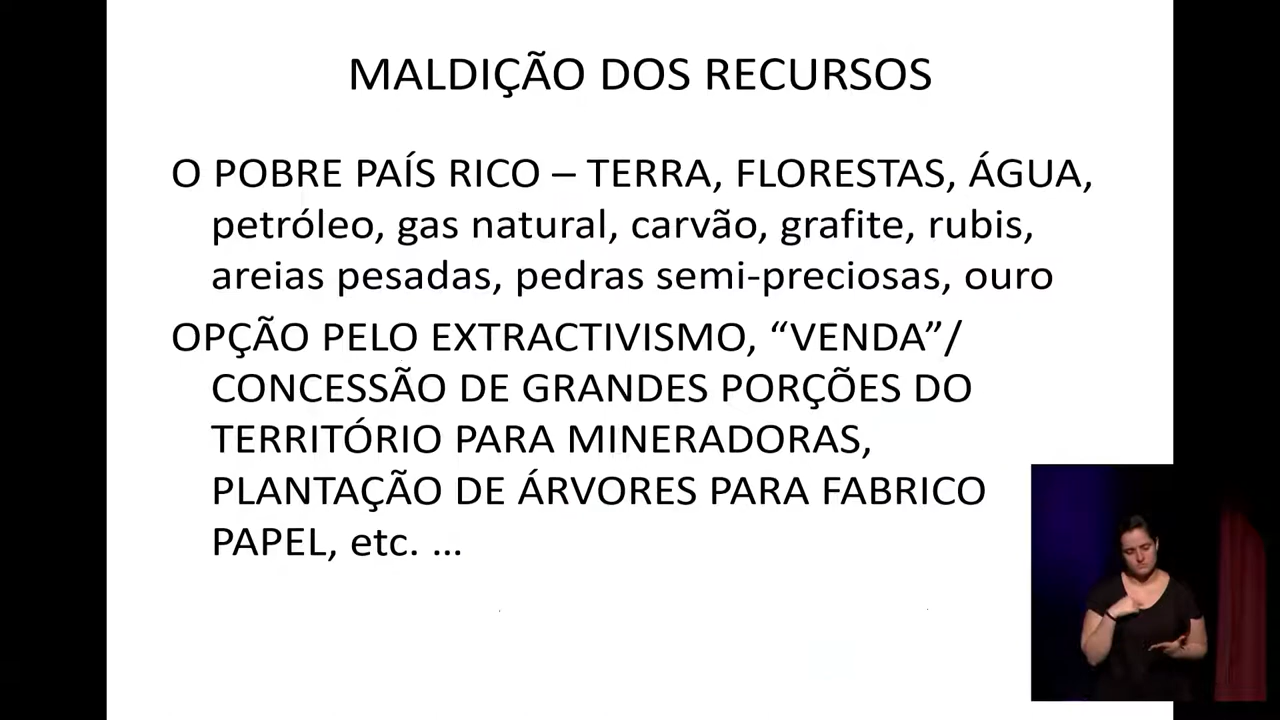 MALDIÇÃO DOS RECURSOS
O POBRE PAÍS RICO – TERRA, FLORESTAS, ÁGUA,
petróleo, gas natural, carvão, grafite, rubis,
areias pesadas, pedras semi-preciosas, ouro
OPÇÃO PELO EXTRACTIVISMO, “VENDA”/
CONCESSÃO DE GRANDES PORÇÕES DO
TERRITÓRIO PARA MINERADORAS,
PLANTAÇÃO DE ÁRVORES PARA FABRICO
PAPEL, etc. ...